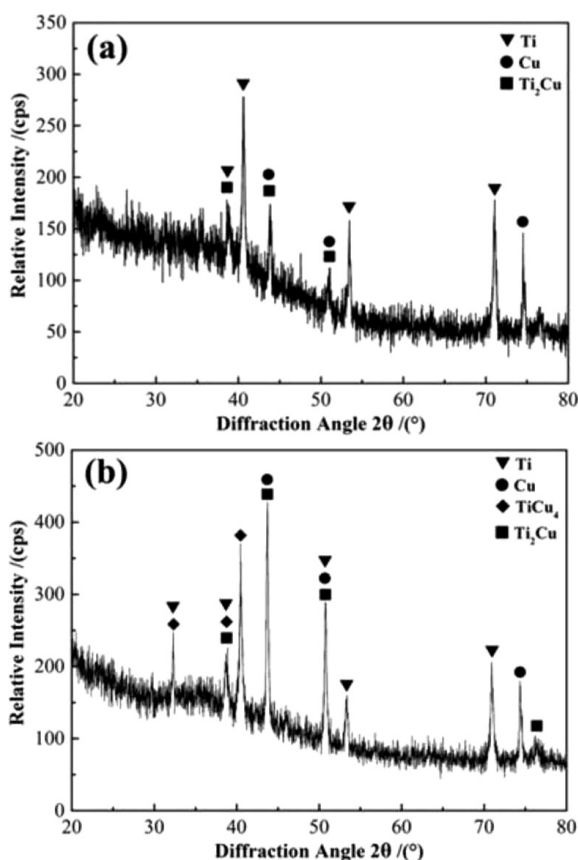 (a)
▼ Ti
● Cu
■ Ti₂Cu
350
300
250
200
150
100
50
0
Relative Intensity /(cps)
20 30 40 50 60 70 80
Diffraction Angle 2θ /(°)
(b)
▼ Ti
● Cu
◆ TiCu₄
■ Ti₂Cu
500
400
300
200
100
0
Relative Intensity /(cps)
20 30 40 50 60 70 80
Diffraction Angle 2θ /(°)